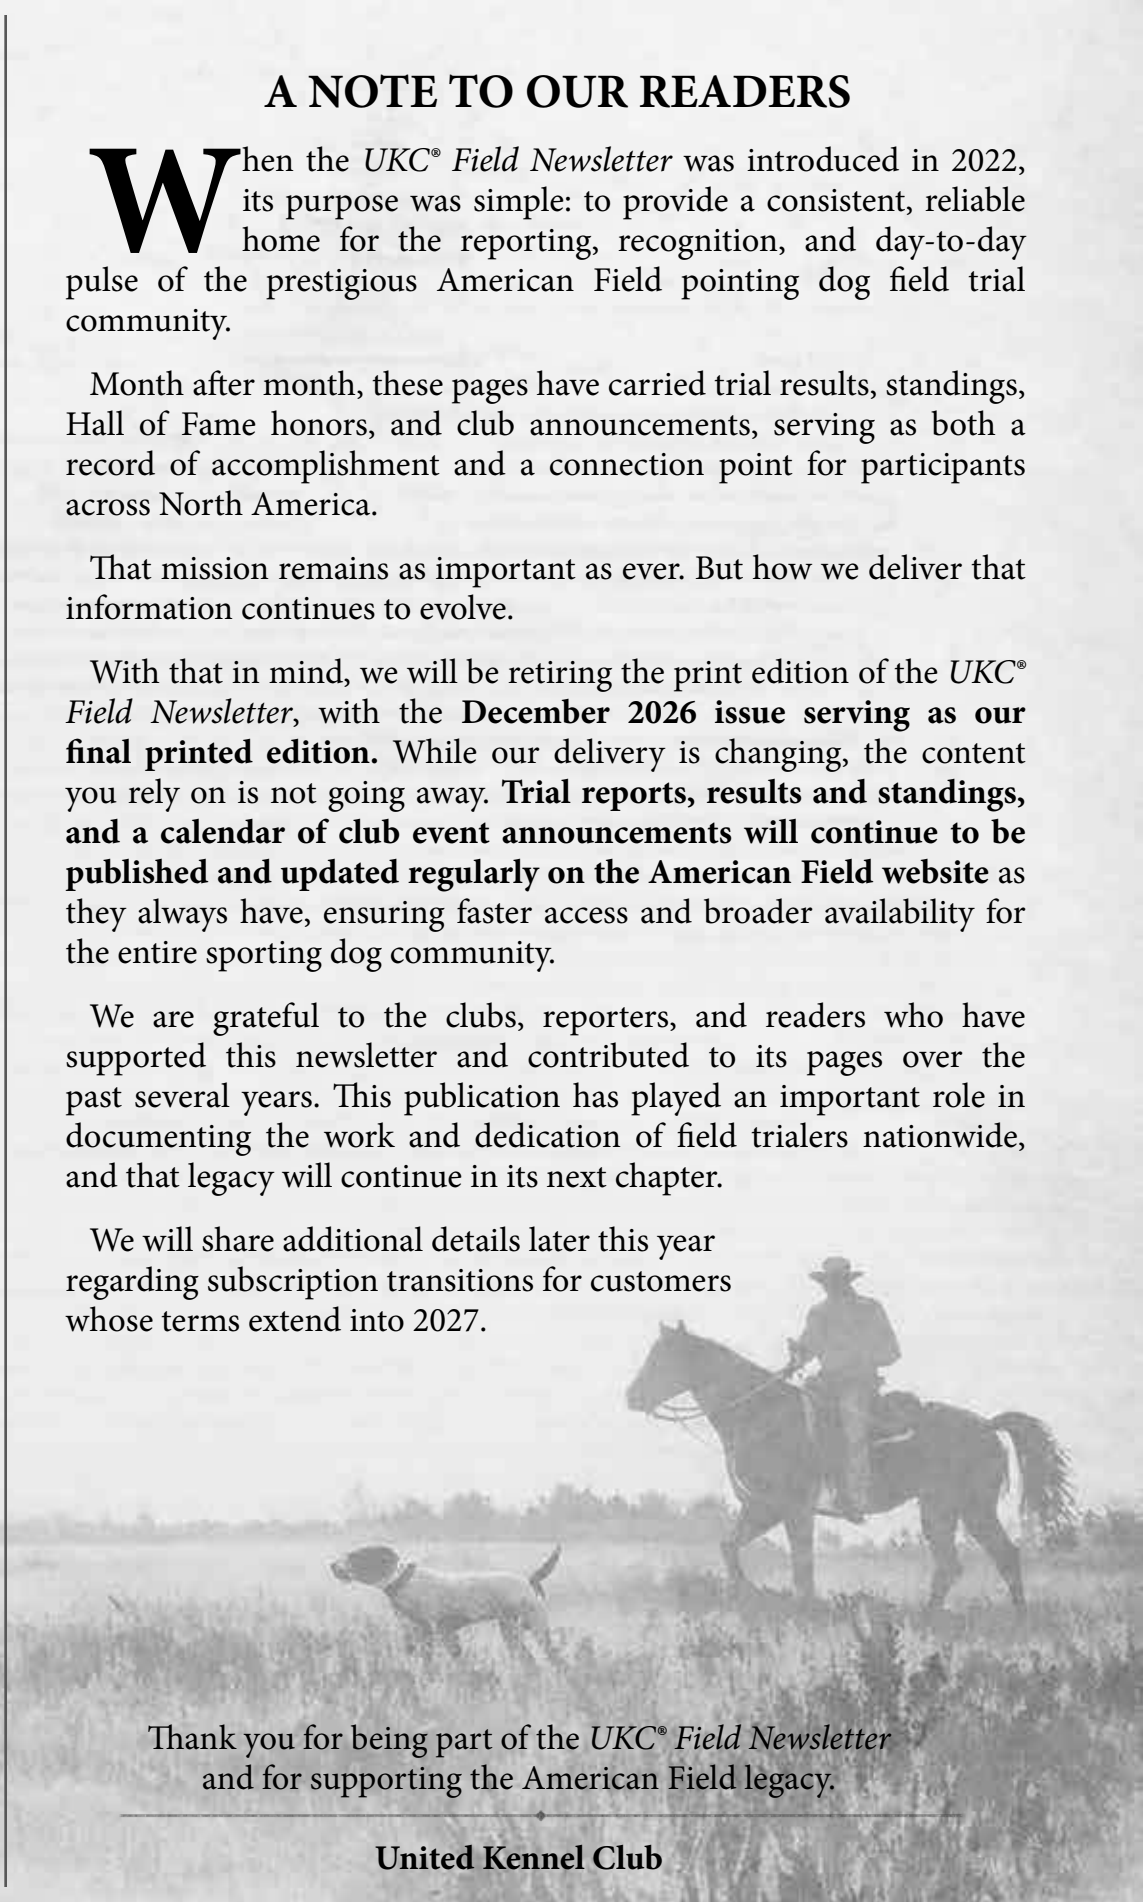 A NOTE TO OUR READERS
When the UKC® Field Newsletter was introduced in 2022,
its purpose was simple: to provide a consistent, reliable
home for the reporting, recognition, and day-to-day
pulse of the prestigious American Field pointing dog field trial
community.
Month after month, these pages have carried trial results, standings,
Hall of Fame honors, and club announcements, serving as both a
record of accomplishment and a connection point for participants
across North America.
That mission remains as important as ever. But how we deliver that
information continues to evolve.
With that in mind, we will be retiring the print edition of the UKC®
Field Newsletter, with the December 2026 issue serving as our
final printed edition. While our delivery is changing, the content
you rely on is not going away. Trial reports, results and standings,
and a calendar of club event announcements will continue to be
published and updated regularly on the American Field website as
they always have, ensuring faster access and broader availability for
the entire sporting dog community.
We are grateful to the clubs, reporters, and readers who have
supported this newsletter and contributed to its pages over the
past several years. This publication has played an important role in
documenting the work and dedication of field trialers nationwide,
and that legacy will continue in its next chapter.
We will share additional details later this year
regarding subscription transitions for customers
whose terms extend into 2027.
Thank you for being part of the UKC® Field Newsletter
and for supporting the American Field legacy.
United Kennel Club